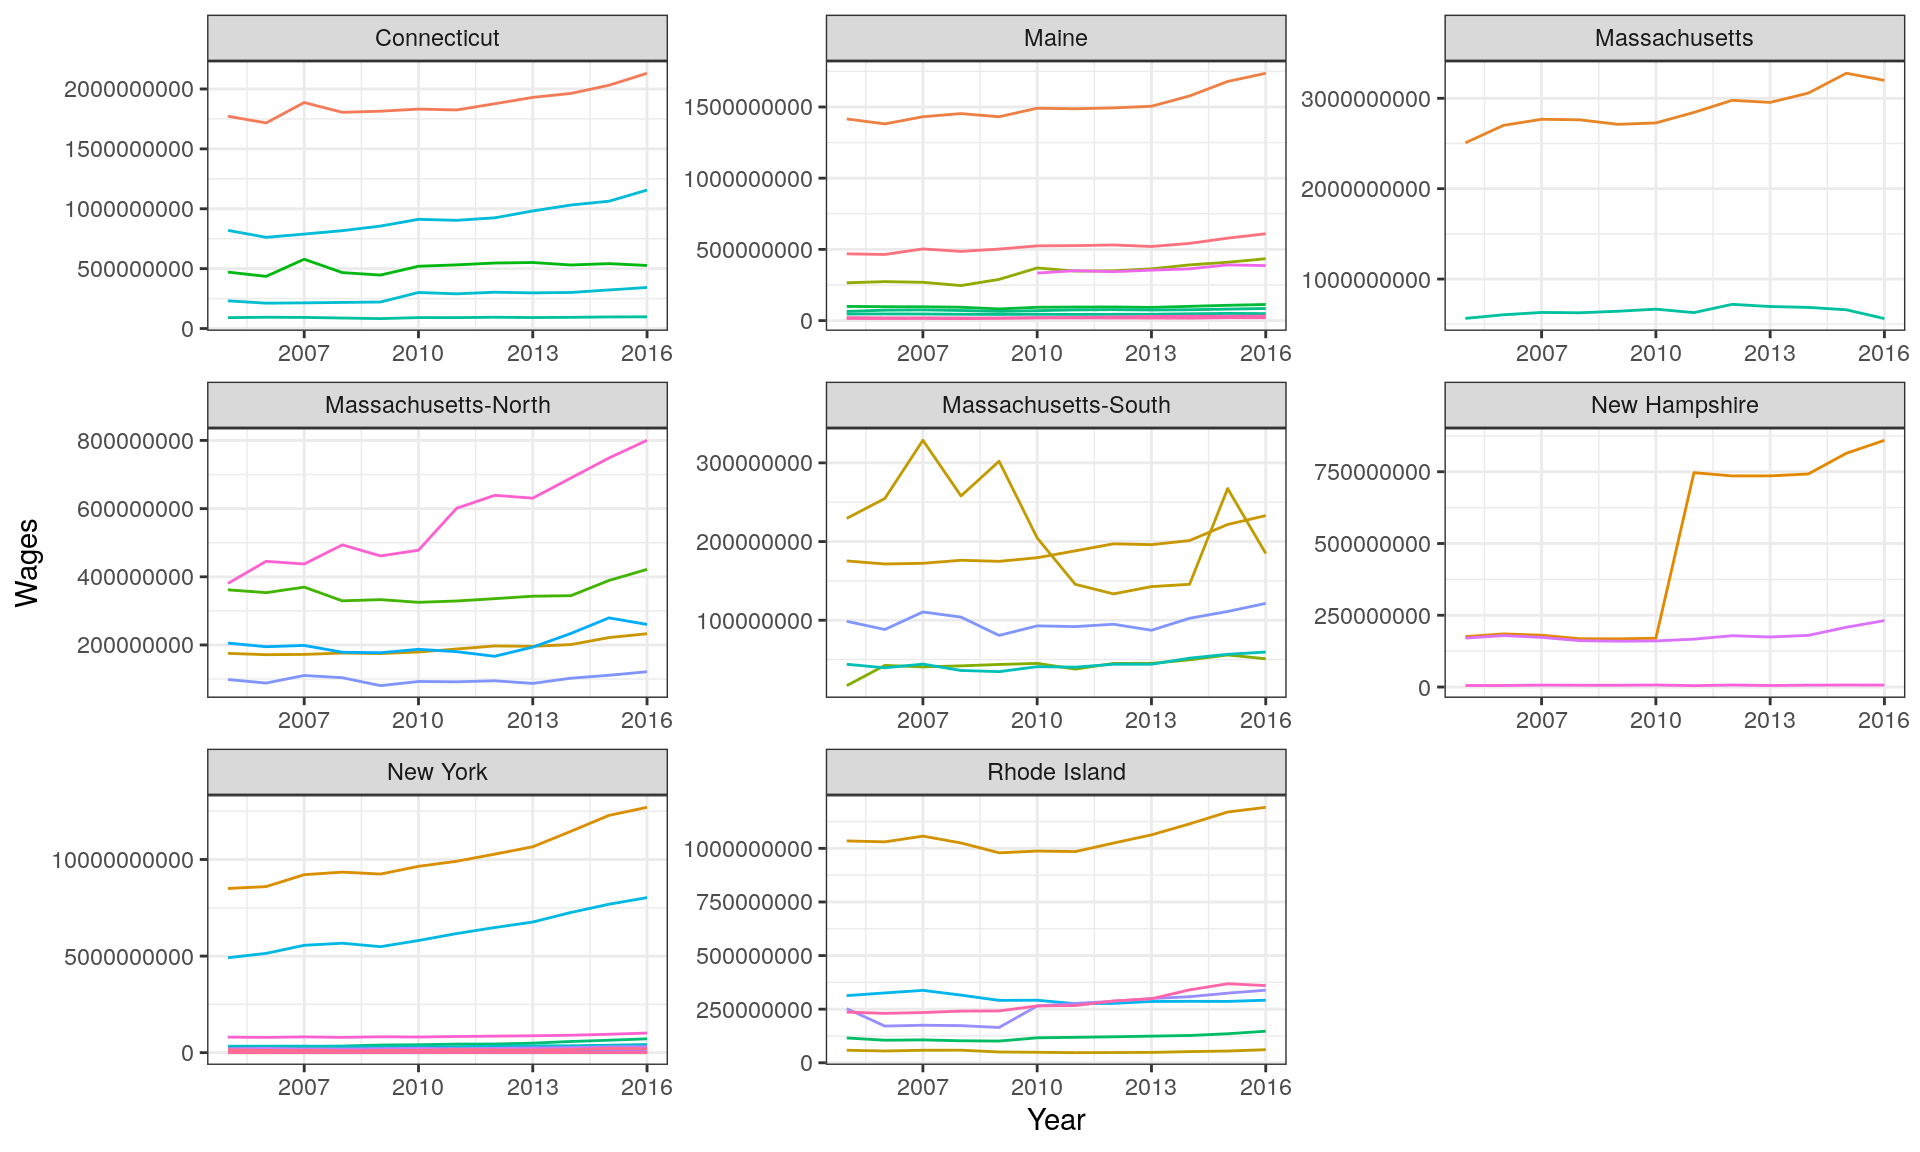 Connecticut
Maine
Massachusetts
2000000000
1500000000
1000000000
500000000
0
1500000000
1000000000
500000000
0
3000000000
2000000000
1000000000
2007 2010 2013 2016
2007 2010 2013 2016
2007 2010 2013 2016
Massachusetts-North
Massachusetts-South
New Hampshire
800000000
600000000
400000000
200000000
300000000
200000000
100000000
750000000
500000000
250000000
0
2007 2010 2013 2016
2007 2010 2013 2016
2007 2010 2013 2016
New York
Rhode Island
10000000000
5000000000
0
1000000000
750000000
500000000
250000000
0
2007 2010 2013 2016
2007 2010 2013 2016
Wages
Year